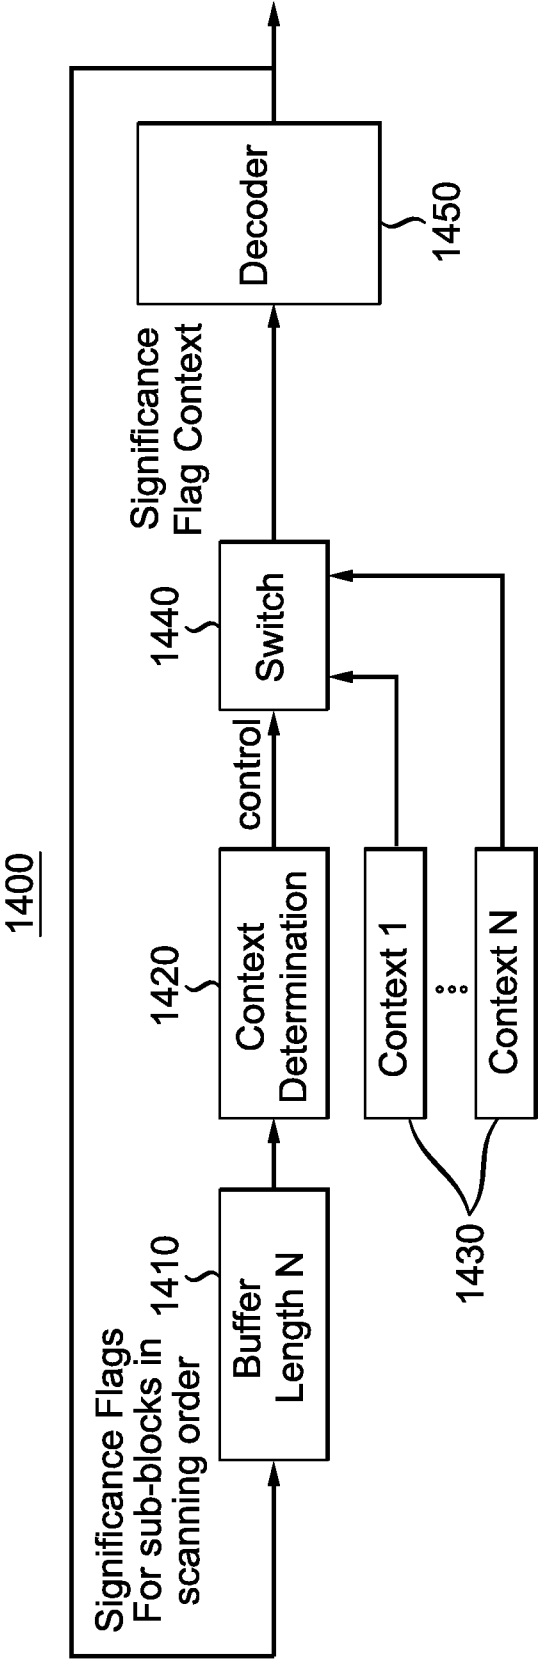 1400
Significance Flags
For sub-blocks in
scanning order
1410
Buffer
Length N
1420
Context
Determination
control
1440
Switch
Significance
Flag Context
Decoder
1450
Context 1
Context N
1430